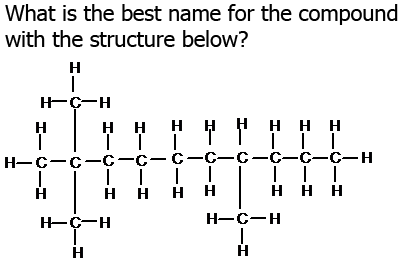 What is the best name for the compound
with the structure below?
H
H-C-H
H H H H H H H H H
H-C-C-C-C-C-C-C-C-C-C-H
H H H H H H H H
H-C-H H-C-H
H H